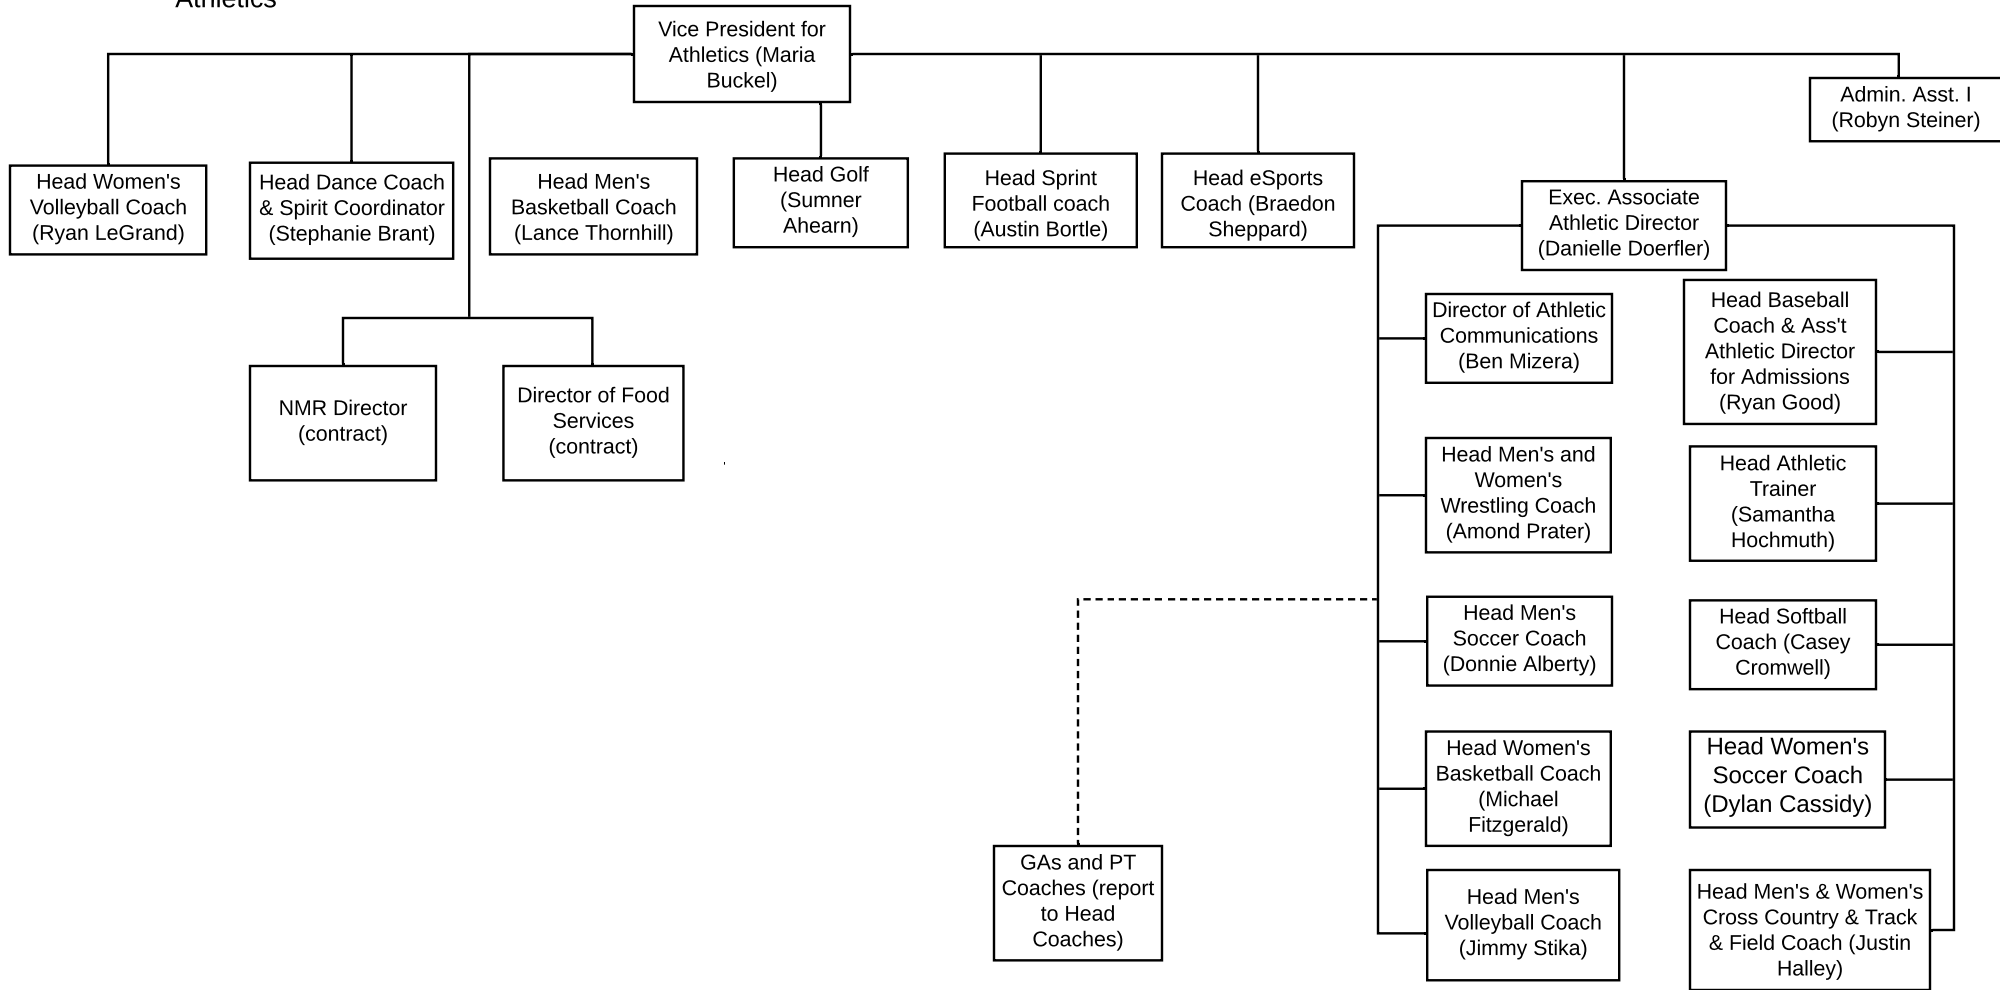 Athletics
Vice President for
Athletics (Maria
Buckel)
Admin. Asst. I
(Robyn Steiner)
Head Women's
Volleyball Coach
(Ryan LeGrand)
Head Dance Coach
& Spirit Coordinator
(Stephanie Brant)
Head Men's
Basketball Coach
(Lance Thornhill)
Head Golf
(Sumner
Ahearn)
Head Sprint
Football coach
(Austin Bortle)
Head eSports
Coach (Braedon
Sheppard)
Exec. Associate
Athletic Director
(Danielle Doerfler)
NMR Director
(contract)
Director of Food
Services
(contract)
Director of Athletic
Communications
(Ben Mizera)
Head Baseball
Coach & Ass't
Athletic Director
for Admissions
(Ryan Good)
Head Men's and
Women's
Wrestling Coach
(Amond Prater)
Head Athletic
Trainer
(Samantha
Hochmuth)
Head Men's
Soccer Coach
(Donnie Alberty)
Head Softball
Coach (Casey
Cromwell)
Head Women's
Basketball Coach
(Michael
Fitzgerald)
Head Women's
Soccer Coach
(Dylan Cassidy)
GAs and PT
Coaches (report
to Head
Coaches)
Head Men's
Volleyball Coach
(Jimmy Stika)
Head Men's & Women's
Cross Country & Track
& Field Coach (Justin
Halley)